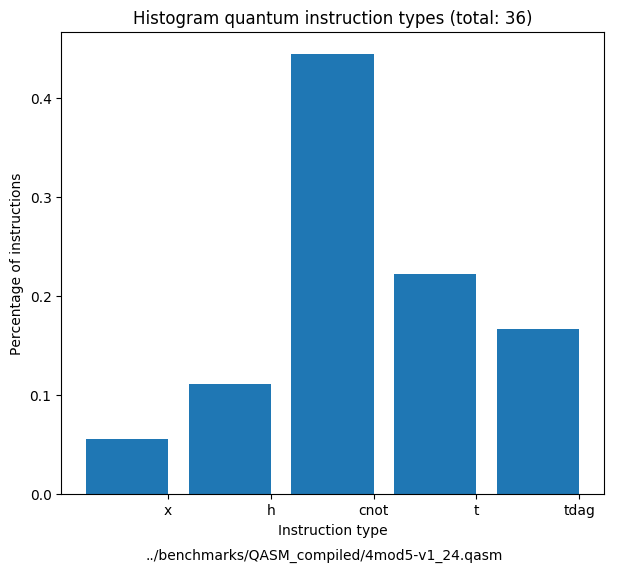 Histogram quantum instruction types (total: 36)
Percentage of instructions
0.4
0.3
0.2
0.1
0.0
x h cnot t tdag
Instruction type
../benchmarks/QASM_compiled/4mod5-v1_24.qasm